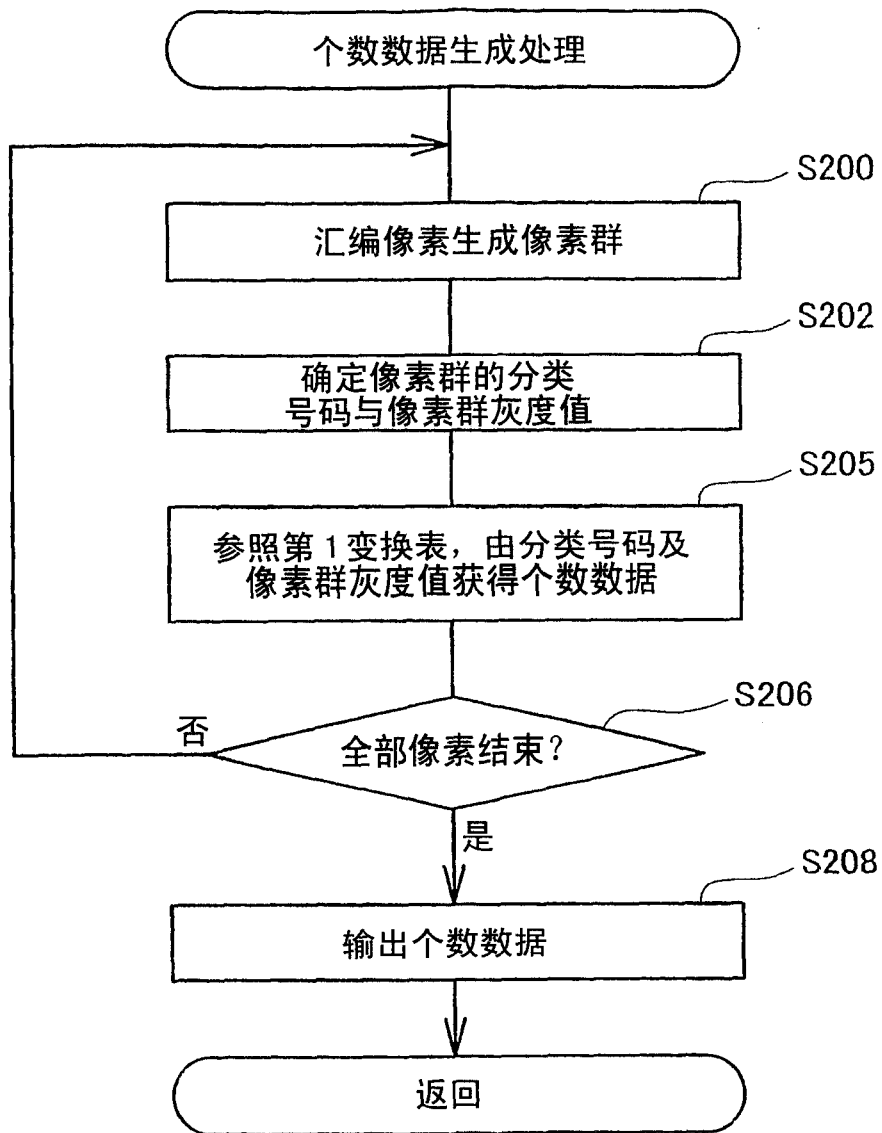 个数数据生成处理
S200
汇编像素生成像素群
S202
确定像素群的分类
号码与像素群灰度值
S205
参照第1变换表，由分类号码及
像素群灰度值获得个数数据
S206
否
全部像素结束？
是
S208
输出个数数据
返回